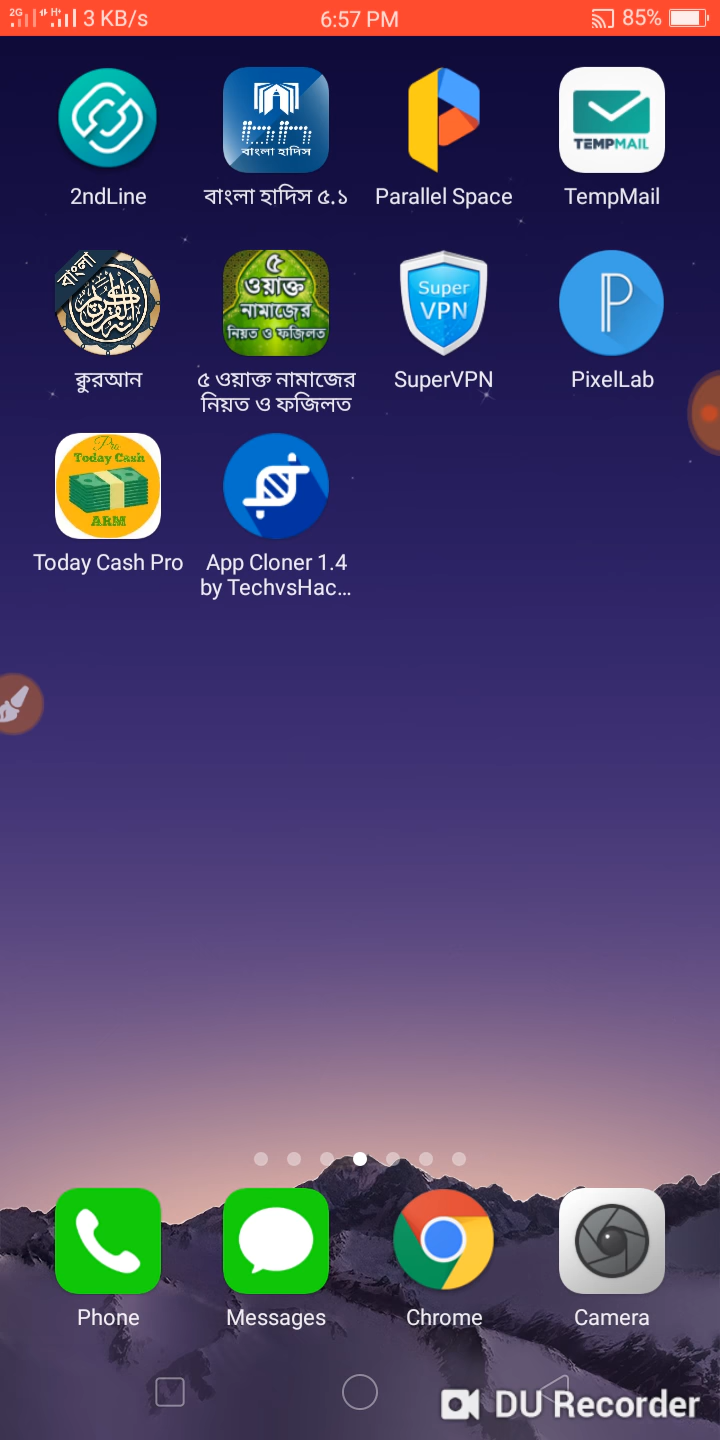 2G H+ 3 KB/s 6:57 PM 85%
বাংলা হাদিস
TEMPMAIL
2ndLine বাংলা হাদিস ৫.১ Parallel Space TempMail
বাংলা
৫
ওয়াক্ত
নামাজের
নিয়ত ও ফজিলত
Super
VPN
P
ক্বুরআন ৫ ওয়াক্ত নামাজের
নিয়ত ও ফজিলত SuperVPN PixelLab
Pro
Today Cash
ARM
Today Cash Pro App Cloner 1.4
by TechvsHac...
Phone Messages Chrome Camera
DU Recorder